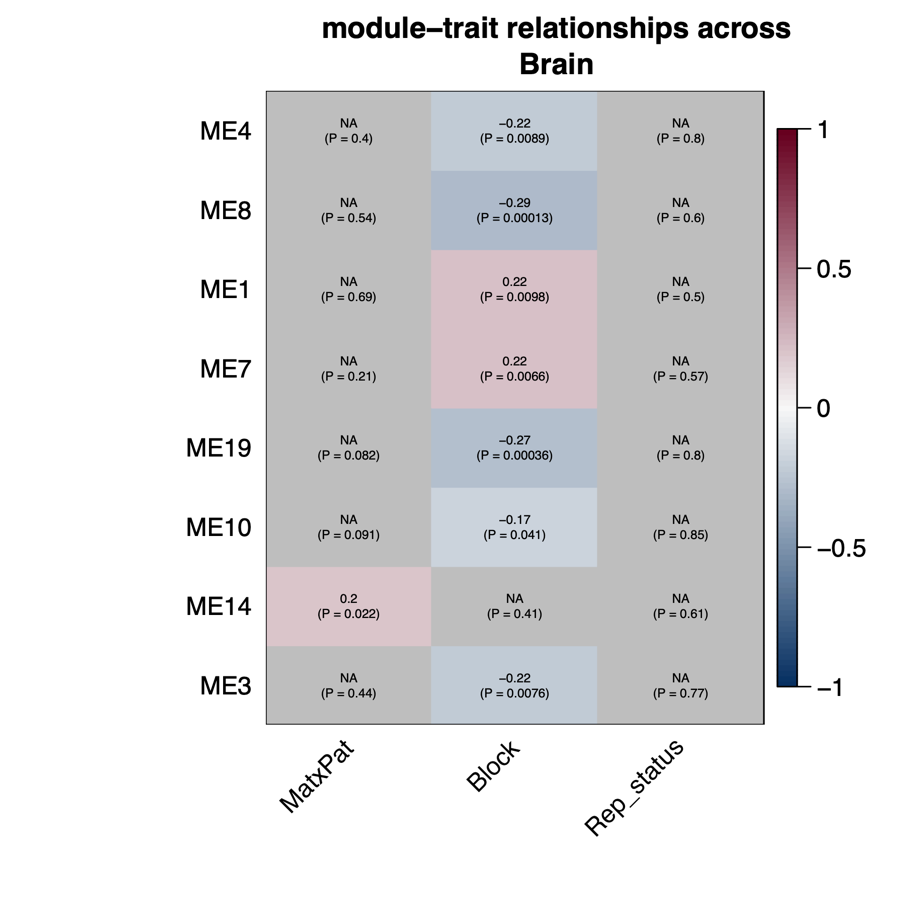 module–trait relationships across
Brain
ME4
NA
(P = 0.4)
−0.22
(P = 0.0089)
NA
(P = 0.8)
ME8
NA
(P = 0.54)
−0.29
(P = 0.00013)
NA
(P = 0.6)
ME1
NA
(P = 0.69)
0.22
(P = 0.0098)
NA
(P = 0.5)
ME7
NA
(P = 0.21)
0.22
(P = 0.0066)
NA
(P = 0.57)
ME19
NA
(P = 0.082)
−0.27
(P = 0.00036)
NA
(P = 0.8)
ME10
NA
(P = 0.091)
−0.17
(P = 0.041)
NA
(P = 0.85)
ME14
0.2
(P = 0.022)
NA
(P = 0.41)
NA
(P = 0.61)
ME3
NA
(P = 0.44)
−0.22
(P = 0.0076)
NA
(P = 0.77)
MatxPat
Block
Rep_status
1
0.5
0
−0.5
−1